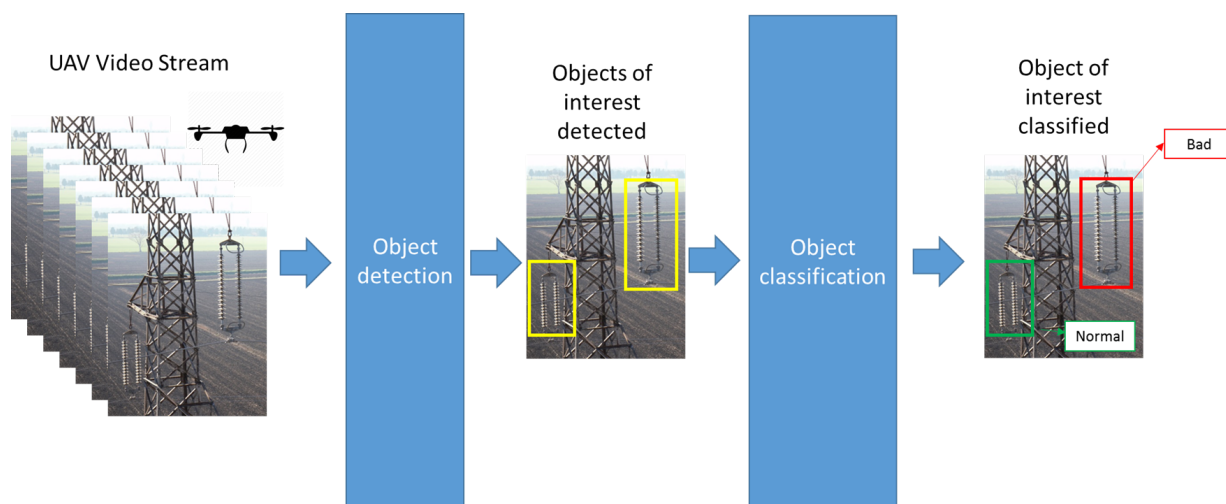 UAV Video Stream
Object
detection
Objects of
interest
detected
Object
classification
Object of
interest
classified
Bad
Normal